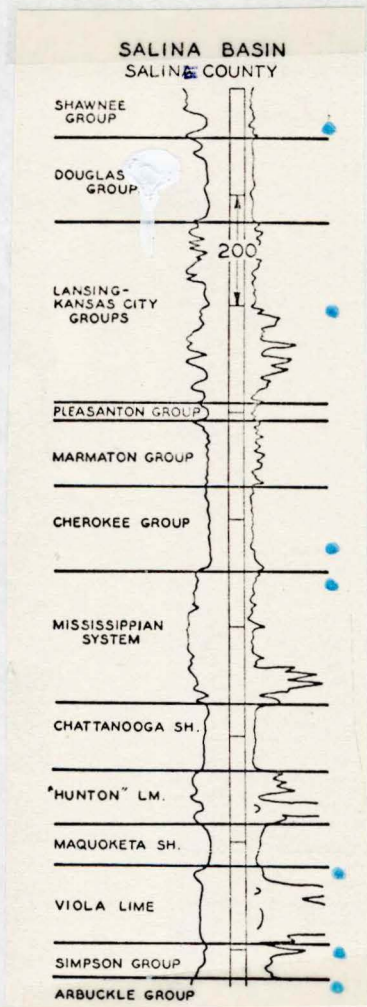 SALINA BASIN
SALINE COUNTY
SHAWNEE
GROUP
DOUGLAS
GROUP
200
LANSING-
KANSAS CITY
GROUPS
PLEASANTON GROUP
MARMATON GROUP
CHEROKEE GROUP
MISSISSIPPIAN
SYSTEM
CHATTANOOGA SH.
"HUNTON" LM.
MAQUOKETA SH.
VIOLA LIME
SIMPSON GROUP
ARBUCKLE GROUP